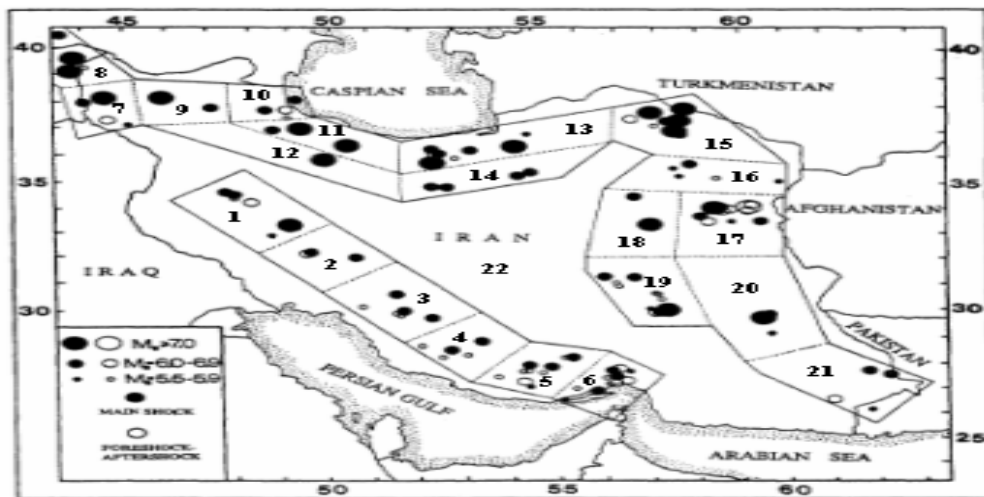 45 50 55 60
40
40
8
10
CASPIAN SEA
TURKMENISTAN
7
9
11
13
12
15
14
16
35
35
1
AFGHANISTAN
IRAN
18
17
IRAQ
2
22
19
20
3
30
30
4
PAKISTAN
5
6
21
PERSIAN GULF
MAIN SHOCK
FORESHOCK-
AFTERSHOCK
25
25
ARABIAN SEA
50 55 60